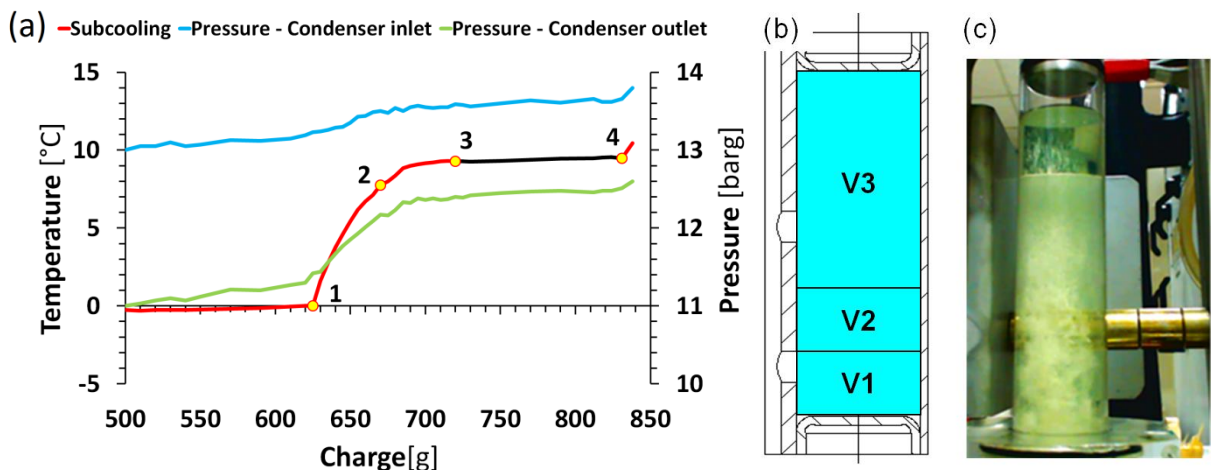 (a)
Subcooling Pressure - Condenser inlet Pressure - Condenser outlet
15
10
5
0
-5
Temperature [°C]
14
13
12
11
10
Pressure [barg]
1
2
3
4
500 550 600 650 700 750 800 850
Charge[g]
(b)
V3
V2
V1
(c)